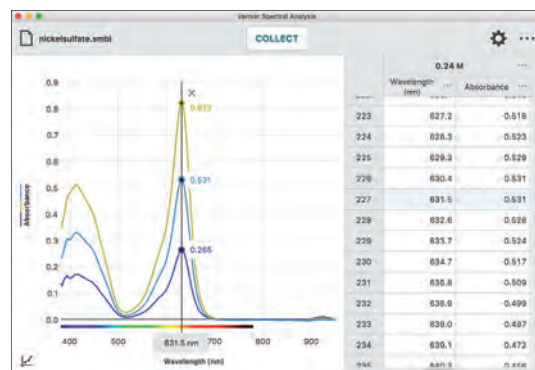 Vernier Spectral Analysis
nickelsulfate.smbl
COLLECT
0.24 M
Wavelength (nm) Absorbance
223 627.2 0.518
224 628.3 0.523
225 629.3 0.529
226 630.4 0.531
227 631.5 0.531
228 632.6 0.528
229 633.7 0.524
230 634.7 0.517
231 635.8 0.509
232 636.9 0.499
233 638.0 0.487
234 639.1 0.472
235 640.2 0.456
0.9
0.8
0.7
0.6
0.5
0.4
0.3
0.2
0.1
0.0
Absorbance
0.531
0.265
400 500 631.5 nm 700 800 900
Wavelength (nm)